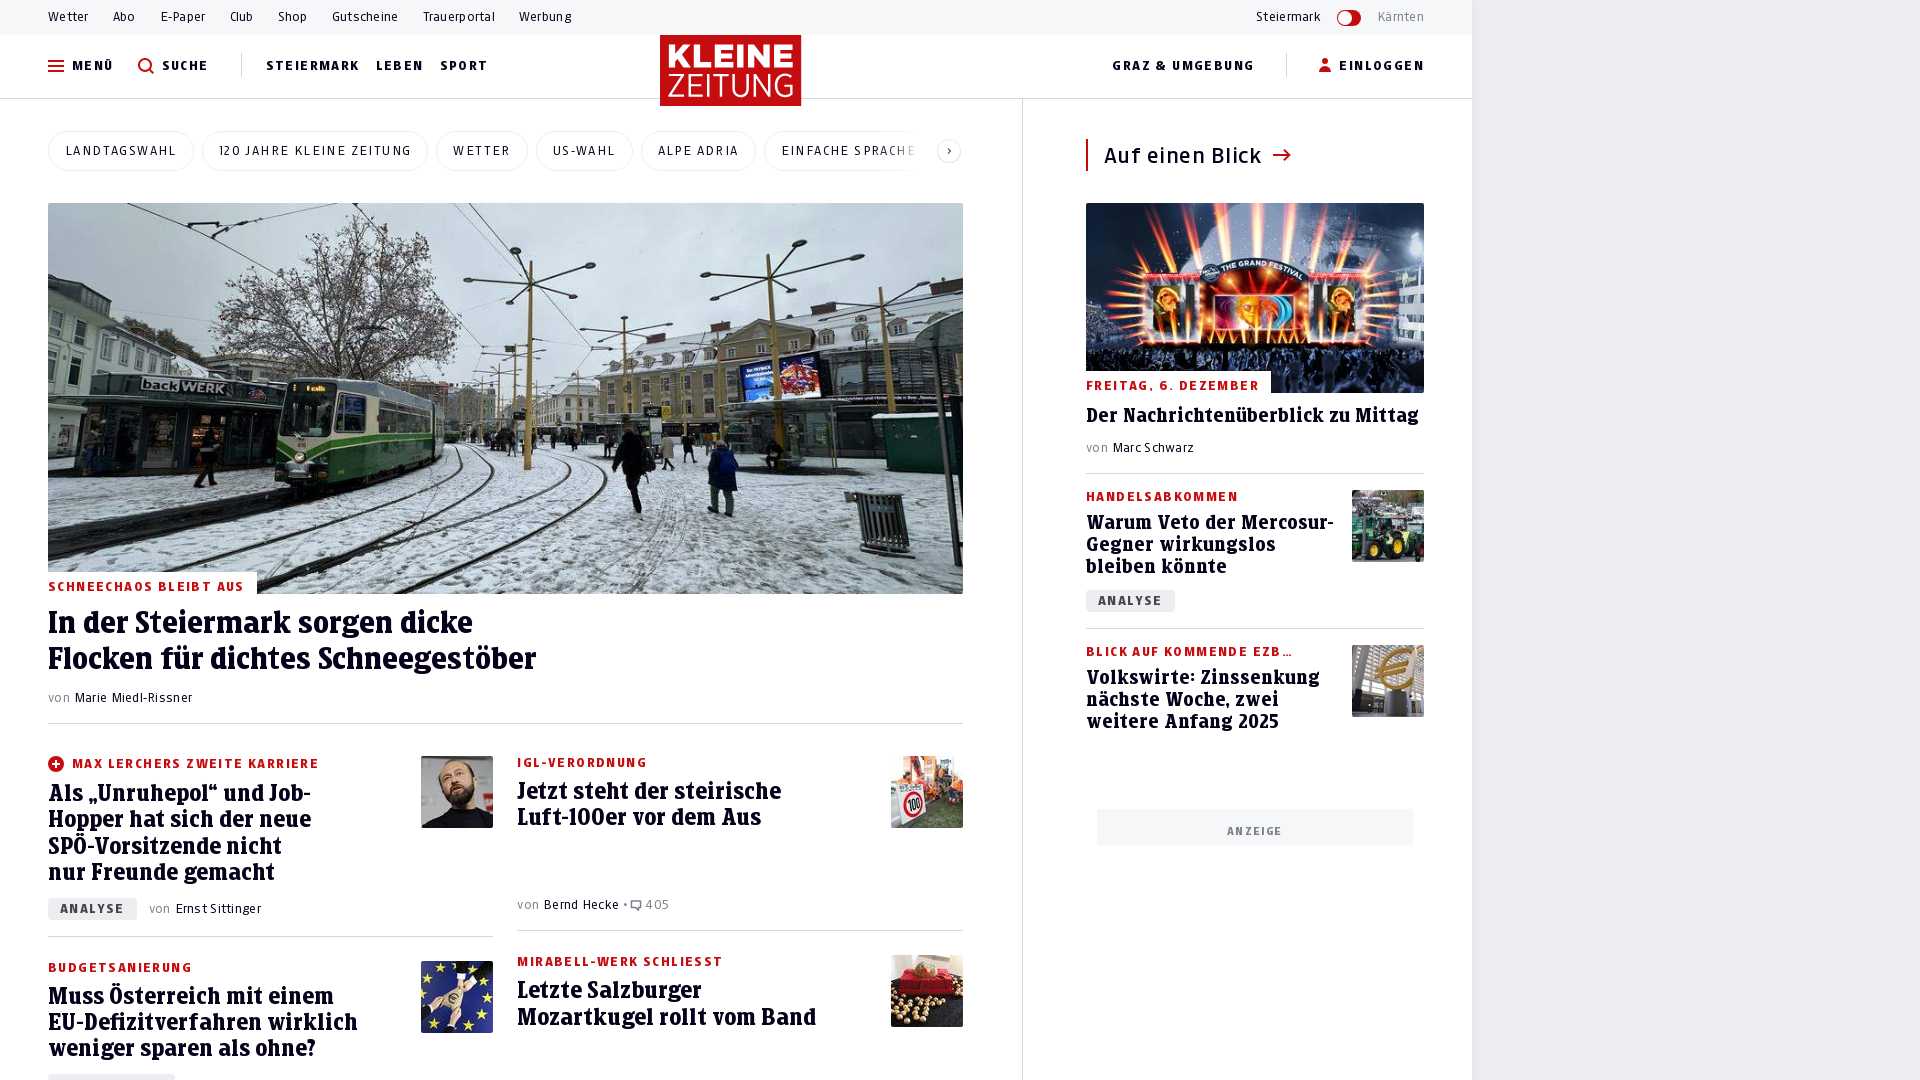 Wetter
Abo
E-Paper
Club
Shop
Gutscheine
Trauerportal
Werbung
Steiermark
Kärnten
MENÜ
SUCHE
STEIERMARK
LEBEN
SPORT
KLEINE
ZEITUNG
GRAZ & UMGEBUNG
EINLOGGEN
LANDTAGSWAHL
120 JAHRE KLEINE ZEITUNG
WETTER
US-WAHL
ALPE ADRIA
EINFACHE SPRACHE
backWERK
SCHNEECHAOS BLEIBT AUS
In der Steiermark sorgen dicke
Flocken für dichtes Schneegestöber
von Marie Miedl-Rissner
MAX LERCHERS ZWEITE KARRIERE
Als „Unruhepol“ und Job-
Hopper hat sich der neue
SPÖ-Vorsitzende nicht
nur Freunde gemacht
ANALYSE
von Ernst Sittinger
IGL-VERORDNUNG
Jetzt steht der steirische
Luft-100er vor dem Aus
100
von Bernd Hecke • 405
BUDGETSANIERUNG
Muss Österreich mit einem
EU-Defizitverfahren wirklich
weniger sparen als ohne?
MIRABELL-WERK SCHLIESST
Letzte Salzburger
Mozartkugel rollt vom Band
Auf einen Blick
THE GRAND FESTIVAL
FREITAG, 6. DEZEMBER
Der Nachrichtenüberblick zu Mittag
von Marc Schwarz
HANDELSABKOMMEN
Warum Veto der Mercosur-
Gegner wirkungslos
bleiben könnte
ANALYSE
BLICK AUF KOMMENDE EZB…
Volkswirte: Zinssenkung
nächste Woche, zwei
weitere Anfang 2025
ANZEIGE